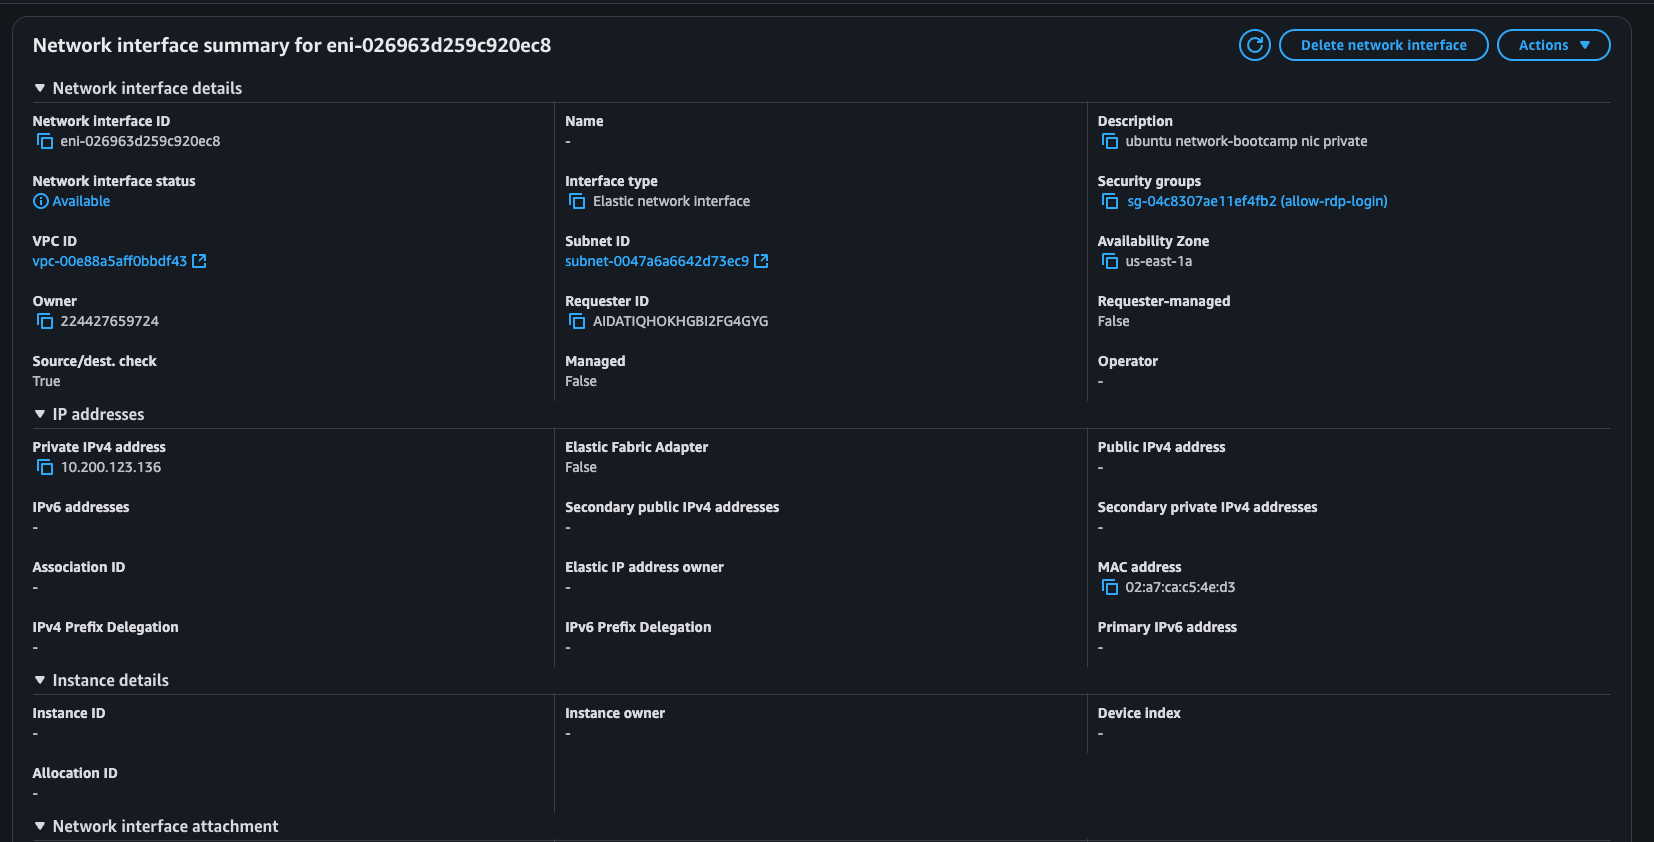 Network interface summary for eni-026963d259c920ec8
Delete network interface
Actions
Network interface details
Network interface ID
eni-026963d259c920ec8
Name
-
Description
ubuntu network-bootcamp nic private
Network interface status
Available
Interface type
Elastic network interface
Security groups
sg-04c8307ae11ef4fb2 (allow-rdp-login)
VPC ID
vpc-00e88a5aff0bbdf43
Subnet ID
subnet-0047a6a6642d73ec9
Availability Zone
us-east-1a
Owner
224427659724
Requester ID
AIDATIQHOKHGBI2FG4GYG
Requester-managed
False
Source/dest. check
True
Managed
False
Operator
-
IP addresses
Private IPv4 address
10.200.123.136
Elastic Fabric Adapter
False
Public IPv4 address
-
IPv6 addresses
-
Secondary public IPv4 addresses
-
Secondary private IPv4 addresses
-
Association ID
-
Elastic IP address owner
-
MAC address
02:a7:ca:c5:4e:d3
IPv4 Prefix Delegation
-
IPv6 Prefix Delegation
-
Primary IPv6 address
-
Instance details
Instance ID
-
Instance owner
-
Device index
-
Allocation ID
-
Network interface attachment